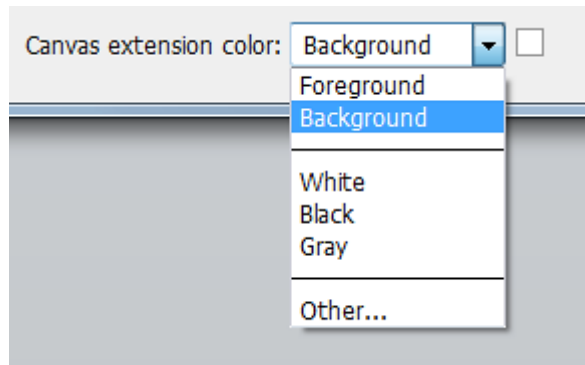 Canvas extension color: Background
Foreground
Background
White
Black
Gray
Other...